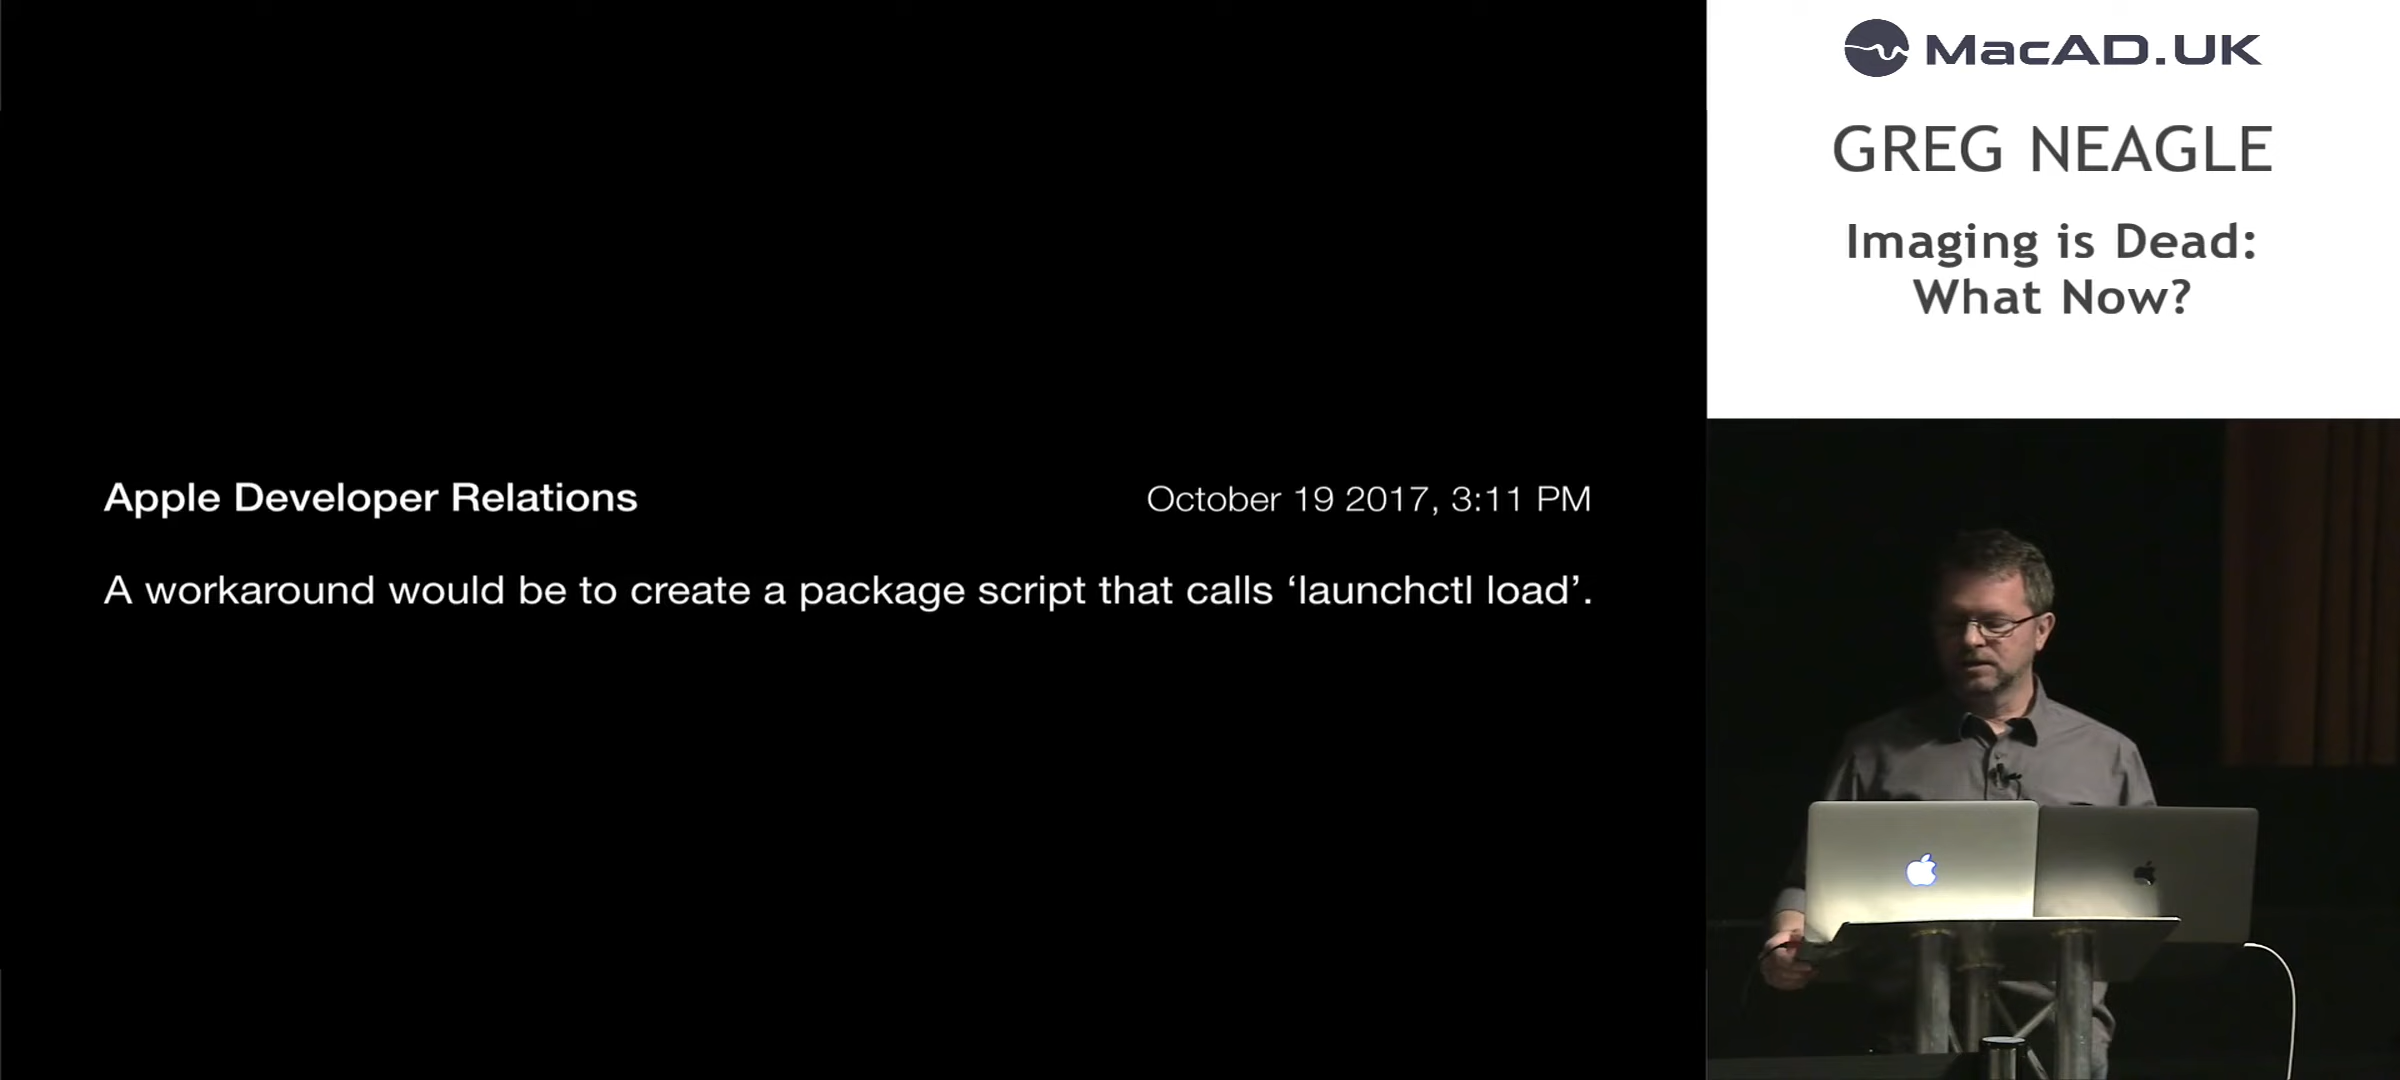 MacAD.UK
GREG NEAGLE
Imaging is Dead:
What Now?
Apple Developer Relations
October 19 2017, 3:11 PM
A workaround would be to create a package script that calls ‘launchctl load’.